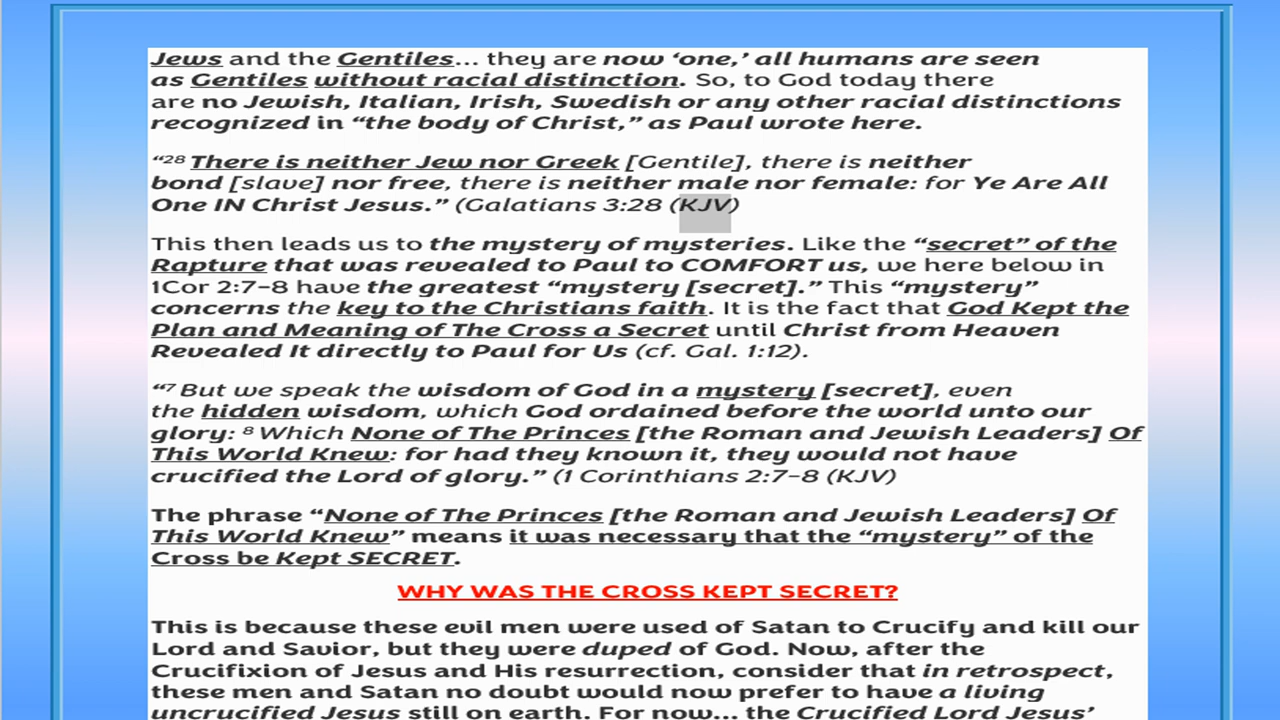 Jews and the Gentiles… they are now ‘one,’ all humans are seen
as Gentiles without racial distinction. So, to God today there
are no Jewish, Italian, Irish, Swedish or any other racial distinctions
recognized in “the body of Christ,” as Paul wrote here.
“28 There is neither Jew nor Greek [Gentile], there is neither
bond [slave] nor free, there is neither male nor female: for Ye Are All
One IN Christ Jesus.” (Galatians 3:28 (KJV)
This then leads us to the mystery of mysteries. Like the “secret” of the
Rapture that was revealed to Paul to COMFORT us, we here below in
1Cor 2:7–8 have the greatest “mystery [secret].” This “mystery”
concerns the key to the Christians faith. It is the fact that God Kept the
Plan and Meaning of The Cross a Secret until Christ from Heaven
Revealed It directly to Paul for Us (cf. Gal. 1:12).
“7 But we speak the wisdom of God in a mystery [secret], even
the hidden wisdom, which God ordained before the world unto our
glory: 8 Which None of The Princes [the Roman and Jewish Leaders] Of
This World Knew: for had they known it, they would not have
crucified the Lord of glory.” (1 Corinthians 2:7–8 (KJV)
The phrase “None of The Princes [the Roman and Jewish Leaders] Of
This World Knew” means it was necessary that the “mystery” of the
Cross be Kept SECRET.
WHY WAS THE CROSS KEPT SECRET?
This is because these evil men were used of Satan to Crucify and kill our
Lord and Savior, but they were duped of God. Now, after the
Crucifixion of Jesus and His resurrection, consider that in retrospect,
these men and Satan no doubt would now prefer to have a living
uncrucified Jesus still on earth. For now… the Crucified Lord Jesus’